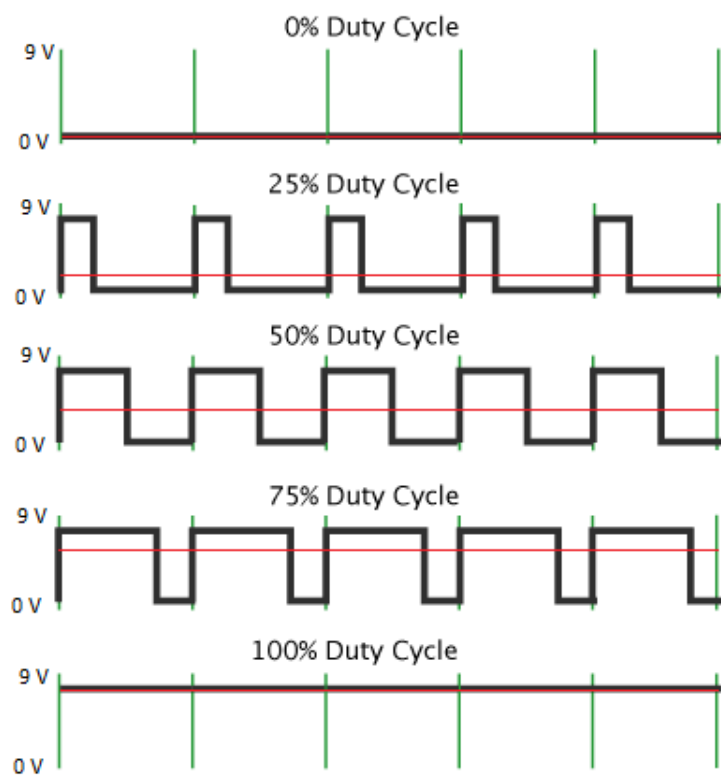 0% Duty Cycle
9 V
0 V
25% Duty Cycle
9 V
0 V
50% Duty Cycle
9 V
0 V
75% Duty Cycle
9 V
0 V
100% Duty Cycle
9 V
0 V